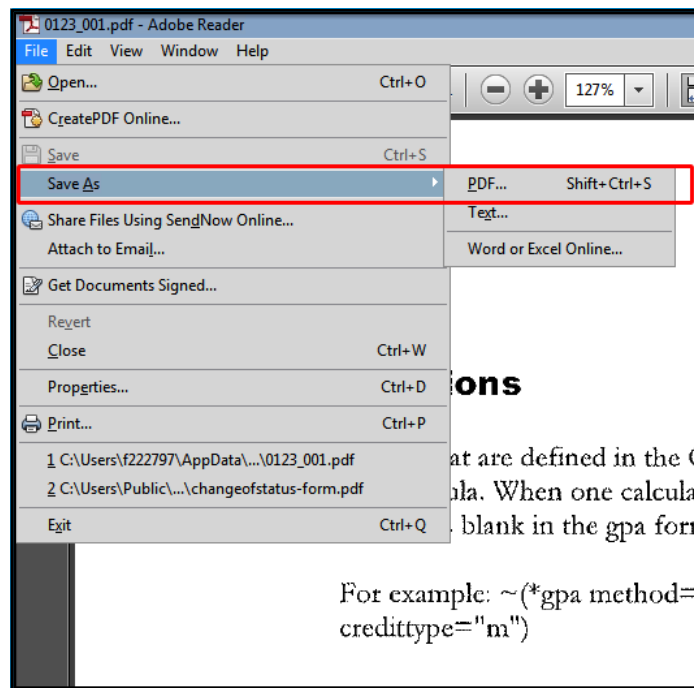 0123_001.pdf - Adobe Reader
File Edit View Window Help
Open... Ctrl+O
127%
CreatePDF Online...
Save Ctrl+S
Save As PDF... Shift+Ctrl+S
Text...
Share Files Using SendNow Online...
Attach to Email... Word or Excel Online...
Get Documents Signed...
Revert
Close Ctrl+W
Properties... Ctrl+D
ons
Print... Ctrl+P
1 C:\Users\f222797\AppData\...\0123_001.pdf
at are defined in the
2 C:\Users\Public\...\changeofstatus-form.pdf
ula. When one calcula
Exit Ctrl+Q
blank in the gpa for
For example: ~(*gpa method=
credittype="m")